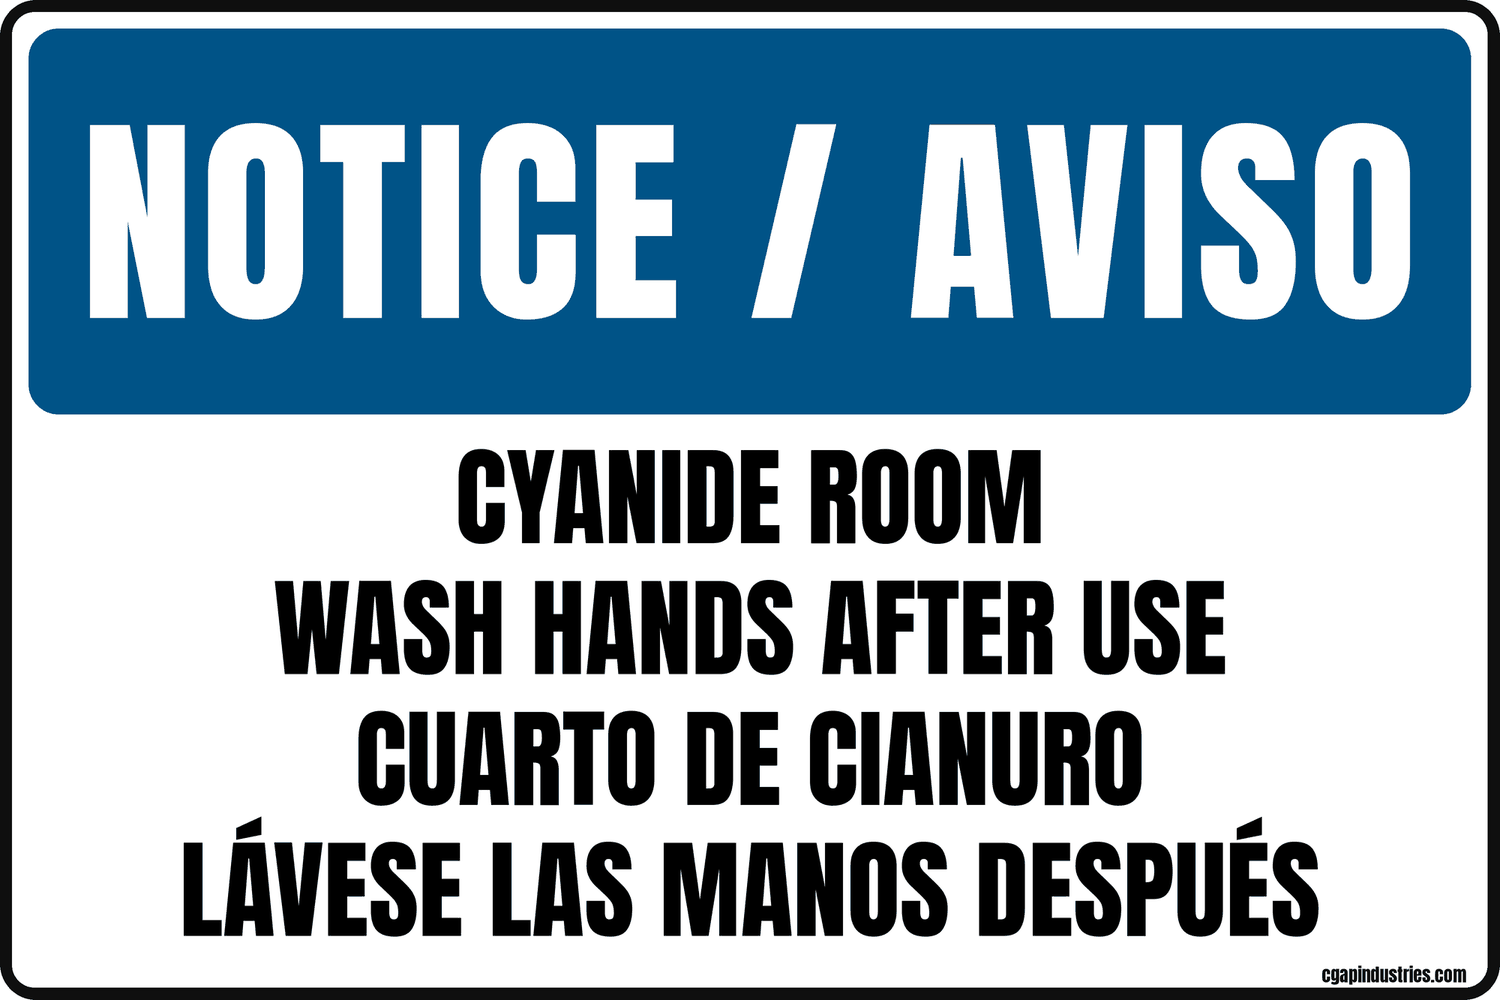 NOTICE / AVISO
CYANIDE ROOM
WASH HANDS AFTER USE
CUARTO DE CIANURO
LÁVESE LAS MANOS DESPUÉS
cgapindustries.com